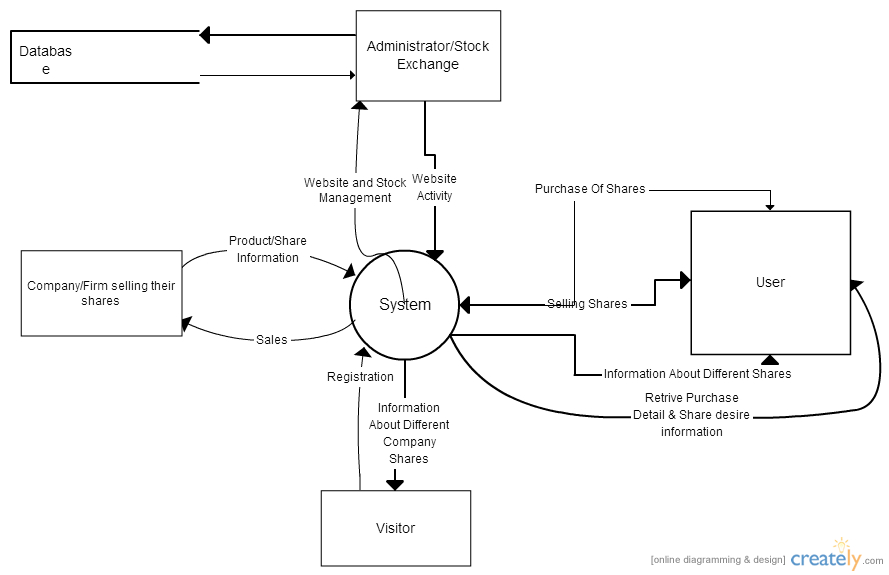 Databas
e
Administrator/Stock
Exchange
Website and Stock
Management
Website
Activity
Purchase Of Shares
Product/Share
Information
Company/Firm selling their
shares
System
Selling Shares
User
Sales
Registration
Information About Different Shares
Information
About Different
Company
Shares
Retrive Purchase
Detail & Share desire
information
Visitor
[online diagramming & design] creately.com